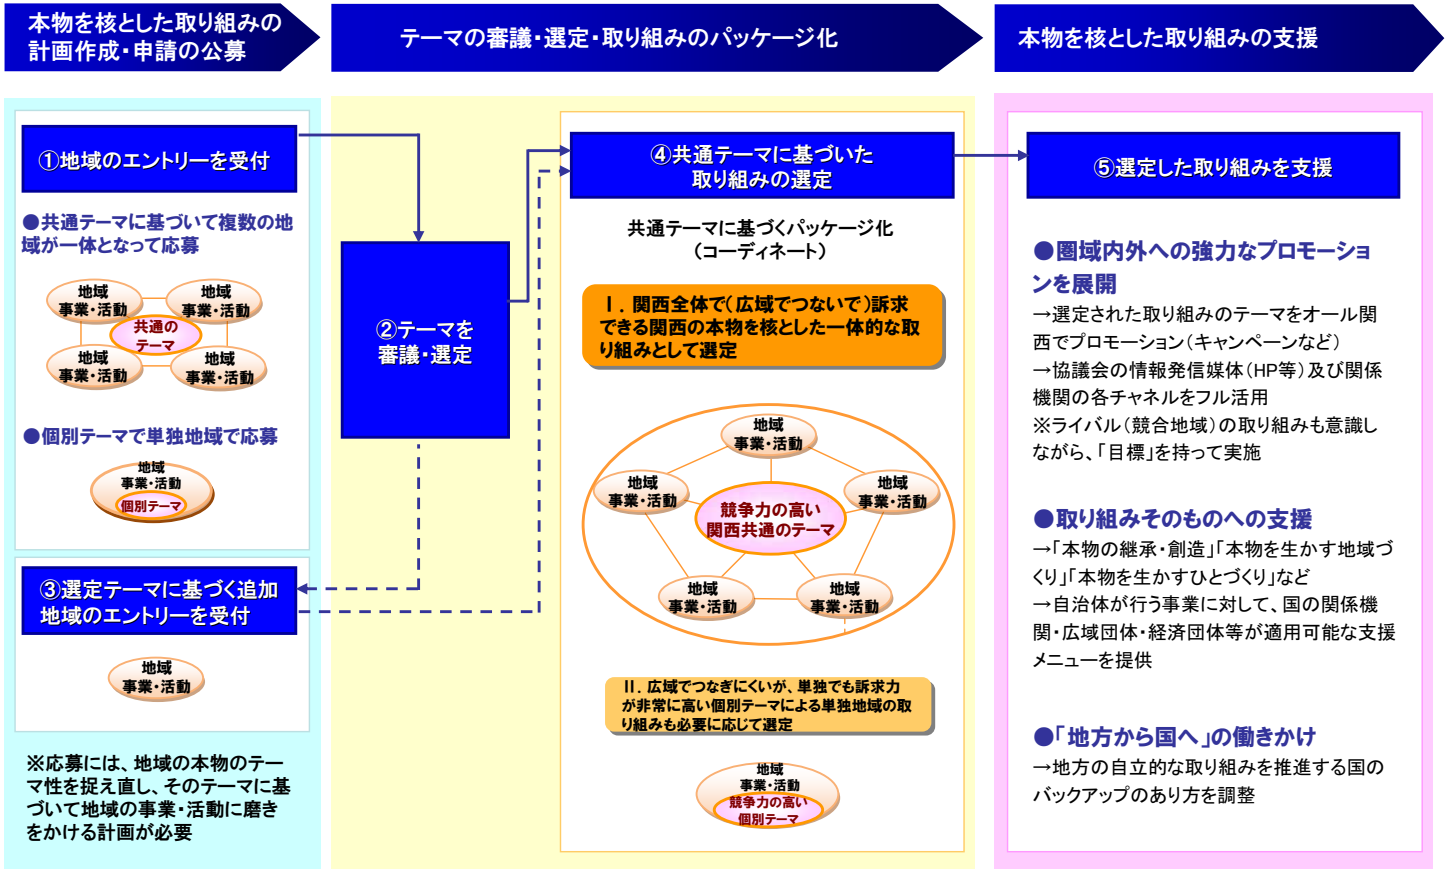 本物を核とした取り組みの
計画作成・申請の公募
テーマの審議・選定・取り組みのパッケージ化
本物を核とした取り組みの支援
①地域のエントリーを受付
●共通テーマに基づいて複数の地
域が一体となって応募
地域
事業・活動
地域
事業・活動
共通の
テーマ
地域
事業・活動
地域
事業・活動
●個別テーマで単独地域で応募
地域
事業・活動
個別テーマ
③選定テーマに基づく追加
地域のエントリーを受付
地域
事業・活動
※応募には、地域の本物のテー
マ性を捉え直し、そのテーマに基
づいて地域の事業・活動に磨き
をかける計画が必要
②テーマを
審議・選定
④共通テーマに基づいた
取り組みの選定
共通テーマに基づくパッケージ化
（コーディネート）
Ⅰ．関西全体で（広域でつないで）訴求
できる関西の本物を核とした一体的な取
り組みとして選定
地域
事業・活動
地域
事業・活動
地域
事業・活動
競争力の高い
関西共通のテーマ
地域
事業・活動
地域
事業・活動
Ⅱ．広域でつなぎにくいが、単独でも訴求力
が非常に高い個別テーマによる単独地域の取
り組みも必要に応じて選定
地域
事業・活動
競争力の高い
個別テーマ
⑤選定した取り組みを支援
●圏域内外への強力なプロモーショ
ンを展開
→選定された取り組みのテーマをオール関
西でプロモーション（キャンペーンなど）
→協議会の情報発信媒体（HP等）及び関係
機関の各チャネルをフル活用
※ライバル（競合地域）の取り組みも意識し
ながら、「目標」を持って実施
●取り組みそのものへの支援
→「本物の継承・創造」「本物を生かす地域づ
くり」「本物を生かすひとづくり」など
→自治体が行う事業に対して、国の関係機
関・広域団体・経済団体等が適用可能な支援
メニューを提供
●「地方から国へ」の働きかけ
→地方の自立的な取り組みを推進する国の
バックアップのあり方を調整